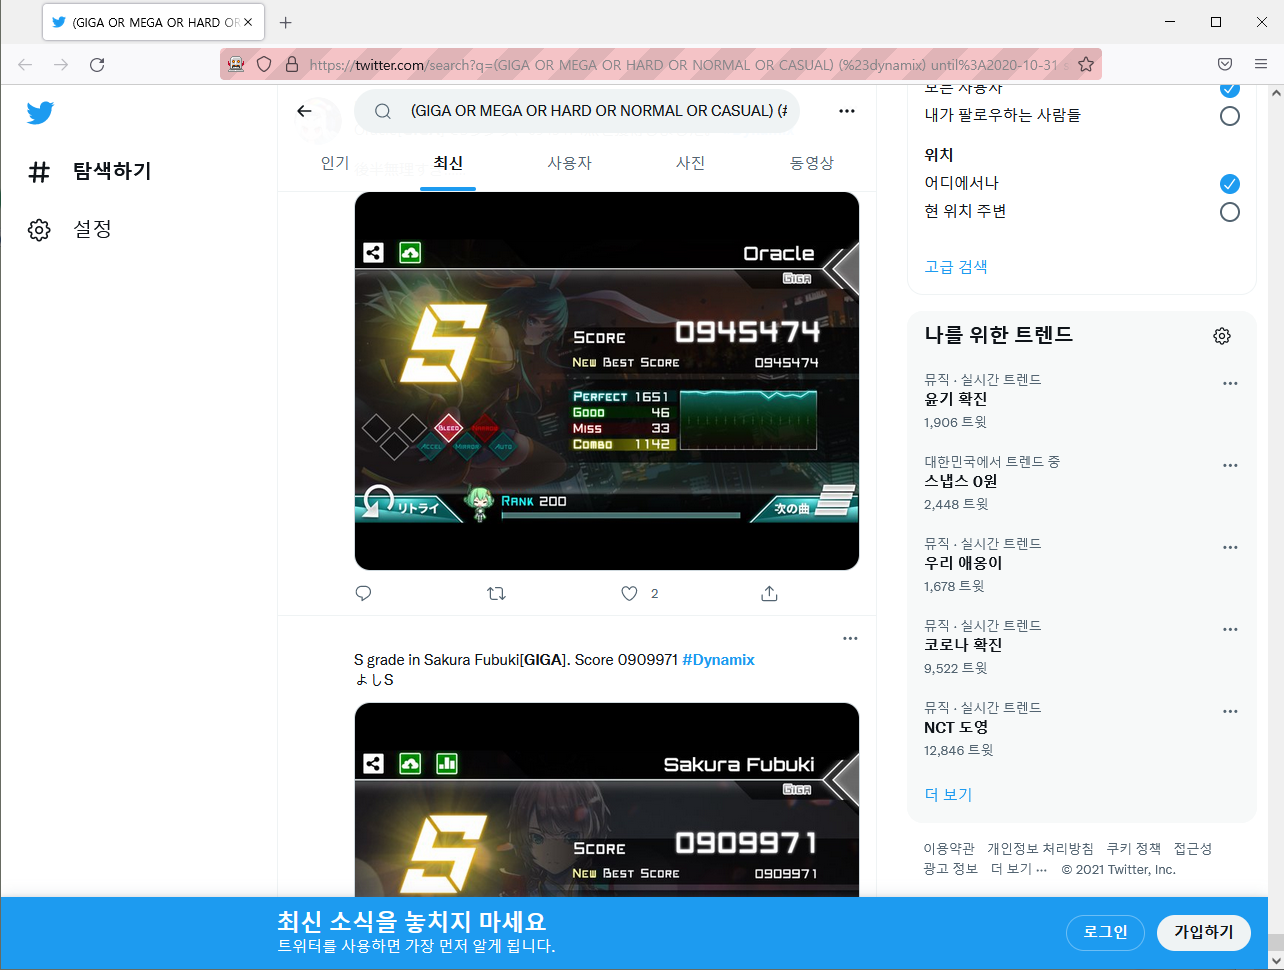 (GIGA OR MEGA OR HARD OR
https://twitter.com/search?q=(GIGA OR MEGA OR HARD OR NORMAL OR CASUAL) (%23dynamix) until%3A2020-10-31 s
탐색하기
설정
(GIGA OR MEGA OR HARD OR NORMAL OR CASUAL) (#
인기
최신
사용자
사진
동영상
Oracle
GIGA
SCORE 0945474
NEW BEST SCORE 0945474
PERFECT 1651
GOOD 46
MISS 33
COMBO 1142
BLEED
ACCEL MIRROR AUTO
リトライ
RANK 200
次の曲
2
S grade in Sakura Fubuki[GIGA]. Score 0909971 #Dynamix
よしS
Sakura Fubuki
GIGA
SCORE 0909971
NEW BEST SCORE 0909971
모든 사용자
내가 팔로우하는 사람들
위치
어디에서나
현 위치 주변
고급 검색
나를 위한 트렌드
뮤직 · 실시간 트렌드
윤기 확진
1,906 트윗
대한민국에서 트렌드 중
스냅스 0원
2,448 트윗
뮤직 · 실시간 트렌드
우리 애옹이
1,678 트윗
뮤직 · 실시간 트렌드
코로나 확진
9,522 트윗
뮤직 · 실시간 트렌드
NCT 도영
12,846 트윗
더 보기
이용약관 개인정보 처리방침 쿠키 정책 접근성
광고 정보 더 보기 ··· © 2021 Twitter, Inc.
최신 소식을 놓치지 마세요
트위터를 사용하면 가장 먼저 알게 됩니다.
로그인
가입하기